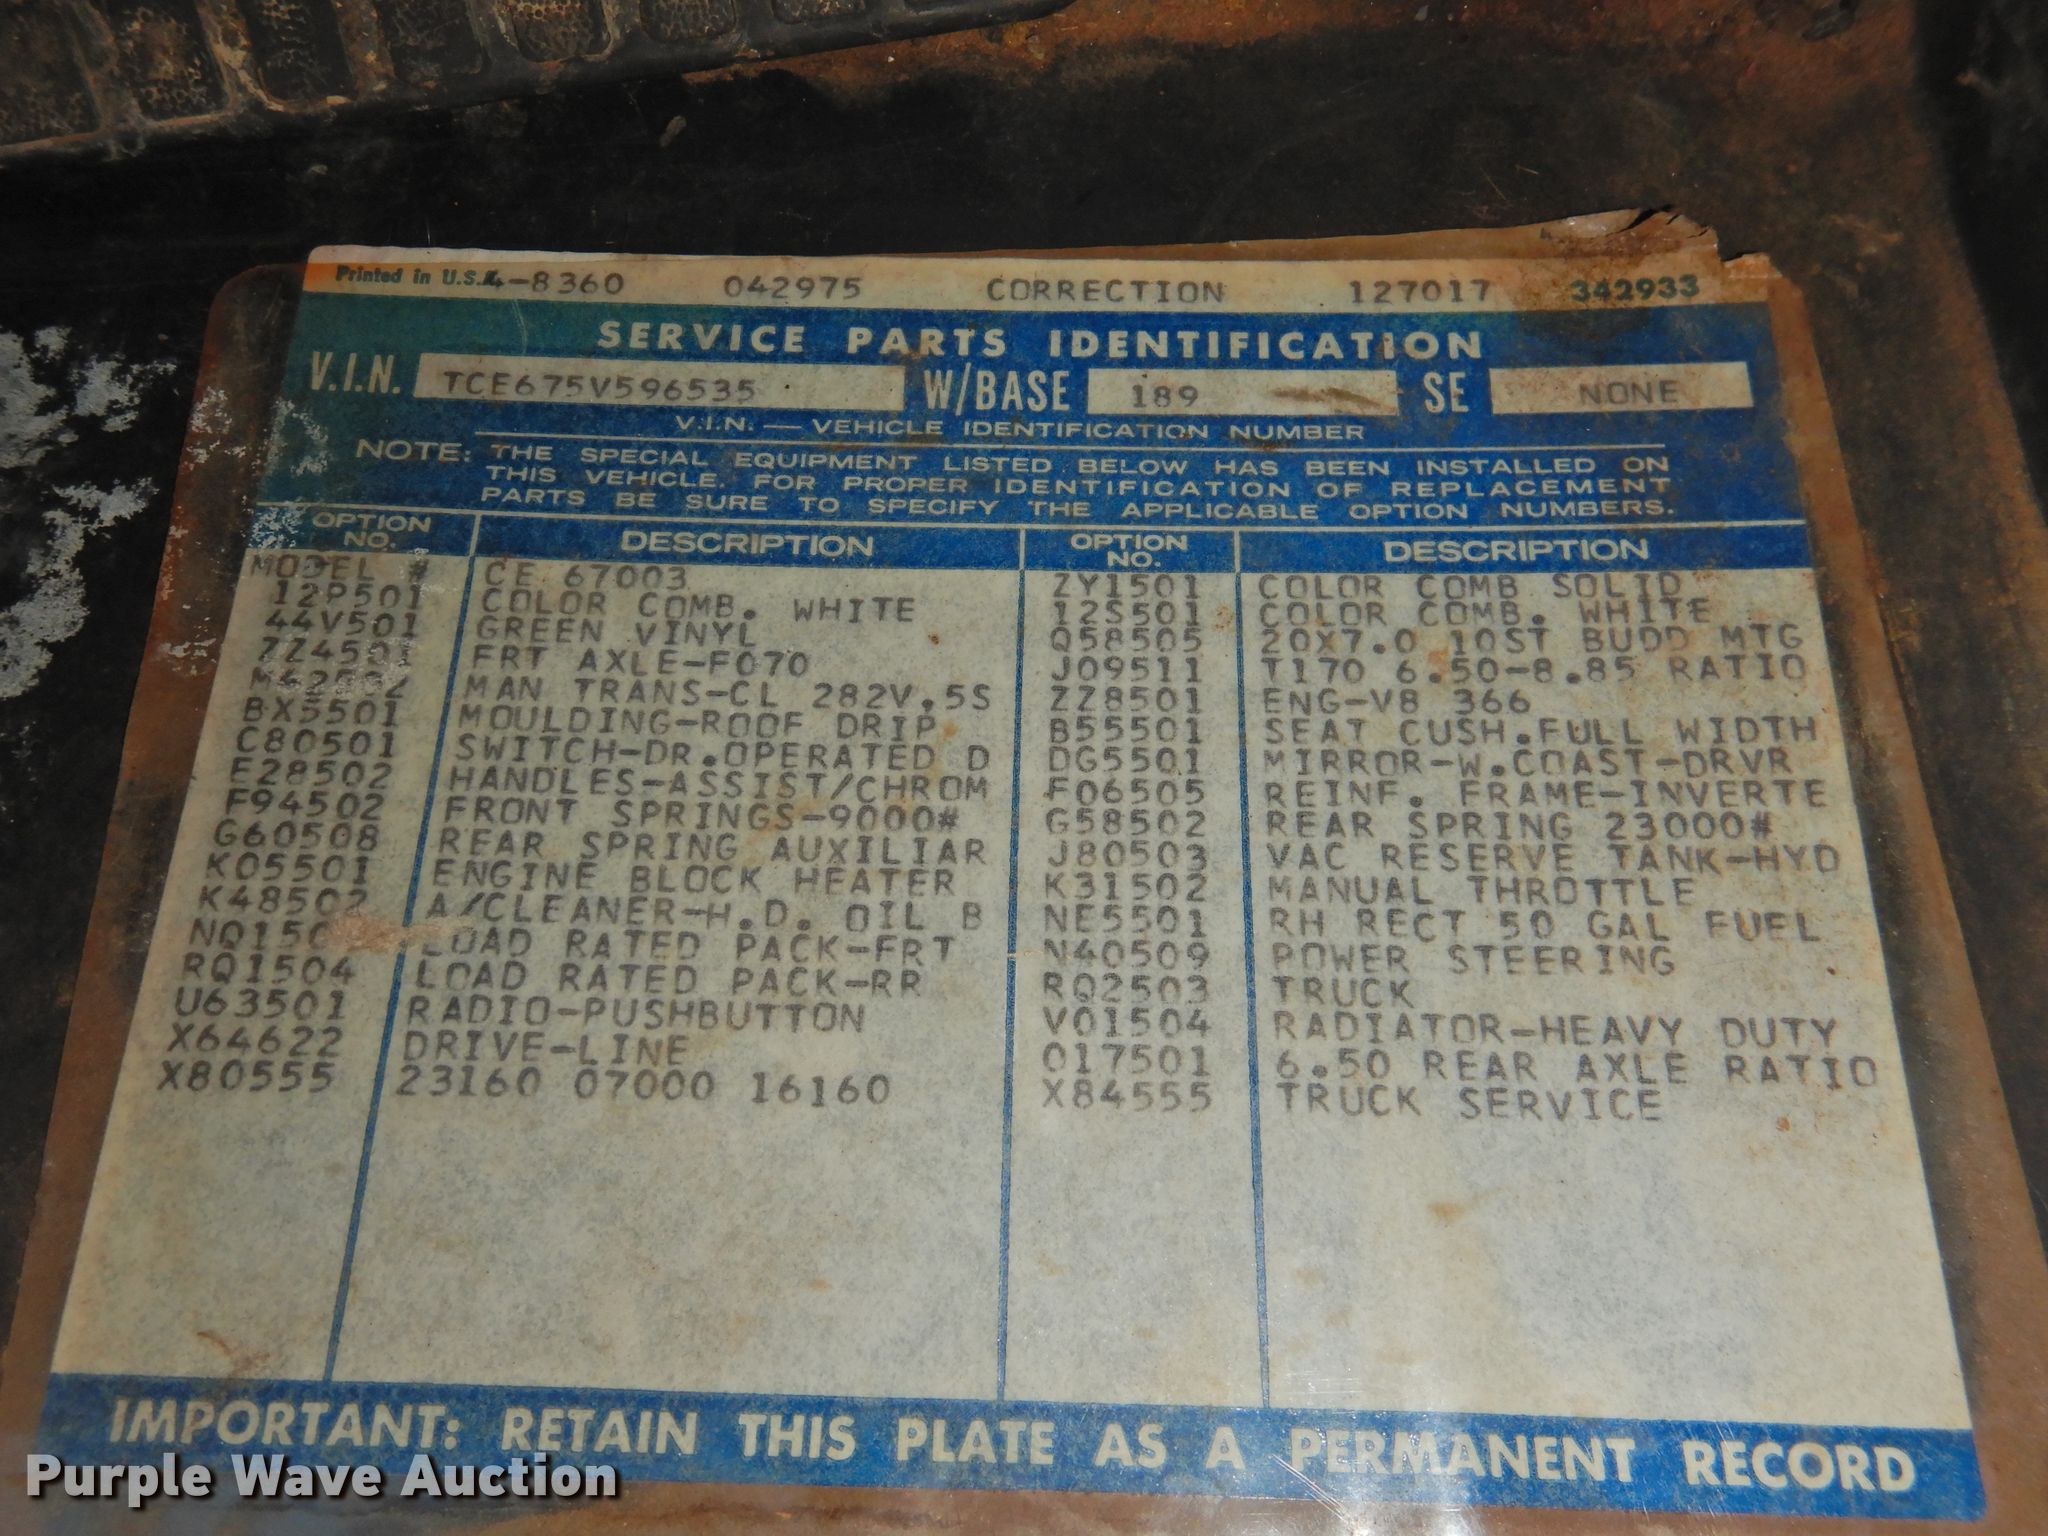 Printed in U.S.A. 4-8360 042975 CORRECTION 127017 342933
SERVICE PARTS IDENTIFICATION
V.I.N. TCE675V596535 W/BASE 189 SE NONE
V.I.N. — VEHICLE IDENTIFICATION NUMBER
NOTE: THE SPECIAL EQUIPMENT LISTED BELOW HAS BEEN INSTALLED ON
THIS VEHICLE. FOR PROPER IDENTIFICATION OF REPLACEMENT
PARTS BE SURE TO SPECIFY THE APPLICABLE OPTION NUMBERS.
OPTION NO. DESCRIPTION OPTION NO. DESCRIPTION
MODEL # CE 67003 ZY1501 COLOR COMB SOLID
12P501 COLOR COMB. WHITE 12S501 COLOR COMB. WHITE
44V501 GREEN VINYL Q58505 20X7.0 10ST BUDD MTG
ZZ4501 FRT AXLE-F070 J09511 T170 6.50-8.85 RATIO
MAN TRANS-CL 282V.5S ZZ8501 ENG-V8 366
BX5501 MOULDING-ROOF DRIP B55501 SEAT CUSH.FULL WIDTH
C80501 SWITCH-DR.OPERATED D DG5501 MIRROR-W.COAST-DRVR
E28502 HANDLES-ASSIST/CHROM F06505 REINF. FRAME-INVERTE
F94502 FRONT SPRINGS-9000# G58502 REAR SPRING 23000#
G60508 REAR SPRING AUXILIAR J80503 VAC RESERVE TANK-HYD
K05501 ENGINE BLOCK HEATER K31502 MANUAL THROTTLE
K48502 A/CLEANER-H.D. OIL B NE5501 RH RECT 50 GAL FUEL
LOAD RATED PACK-FRT N40509 POWER STEERING
RQ1504 LOAD RATED PACK-RR RQ2503 TRUCK
U63501 RADIO-PUSHBUTTON V01504 RADIATOR-HEAVY DUTY
X64622 DRIVE-LINE 017501 6.50 REAR AXLE RATIO
X80555 23160 07000 16160 X84555 TRUCK SERVICE
IMPORTANT: RETAIN THIS PLATE AS A PERMANENT RECORD
Purple Wave Auction